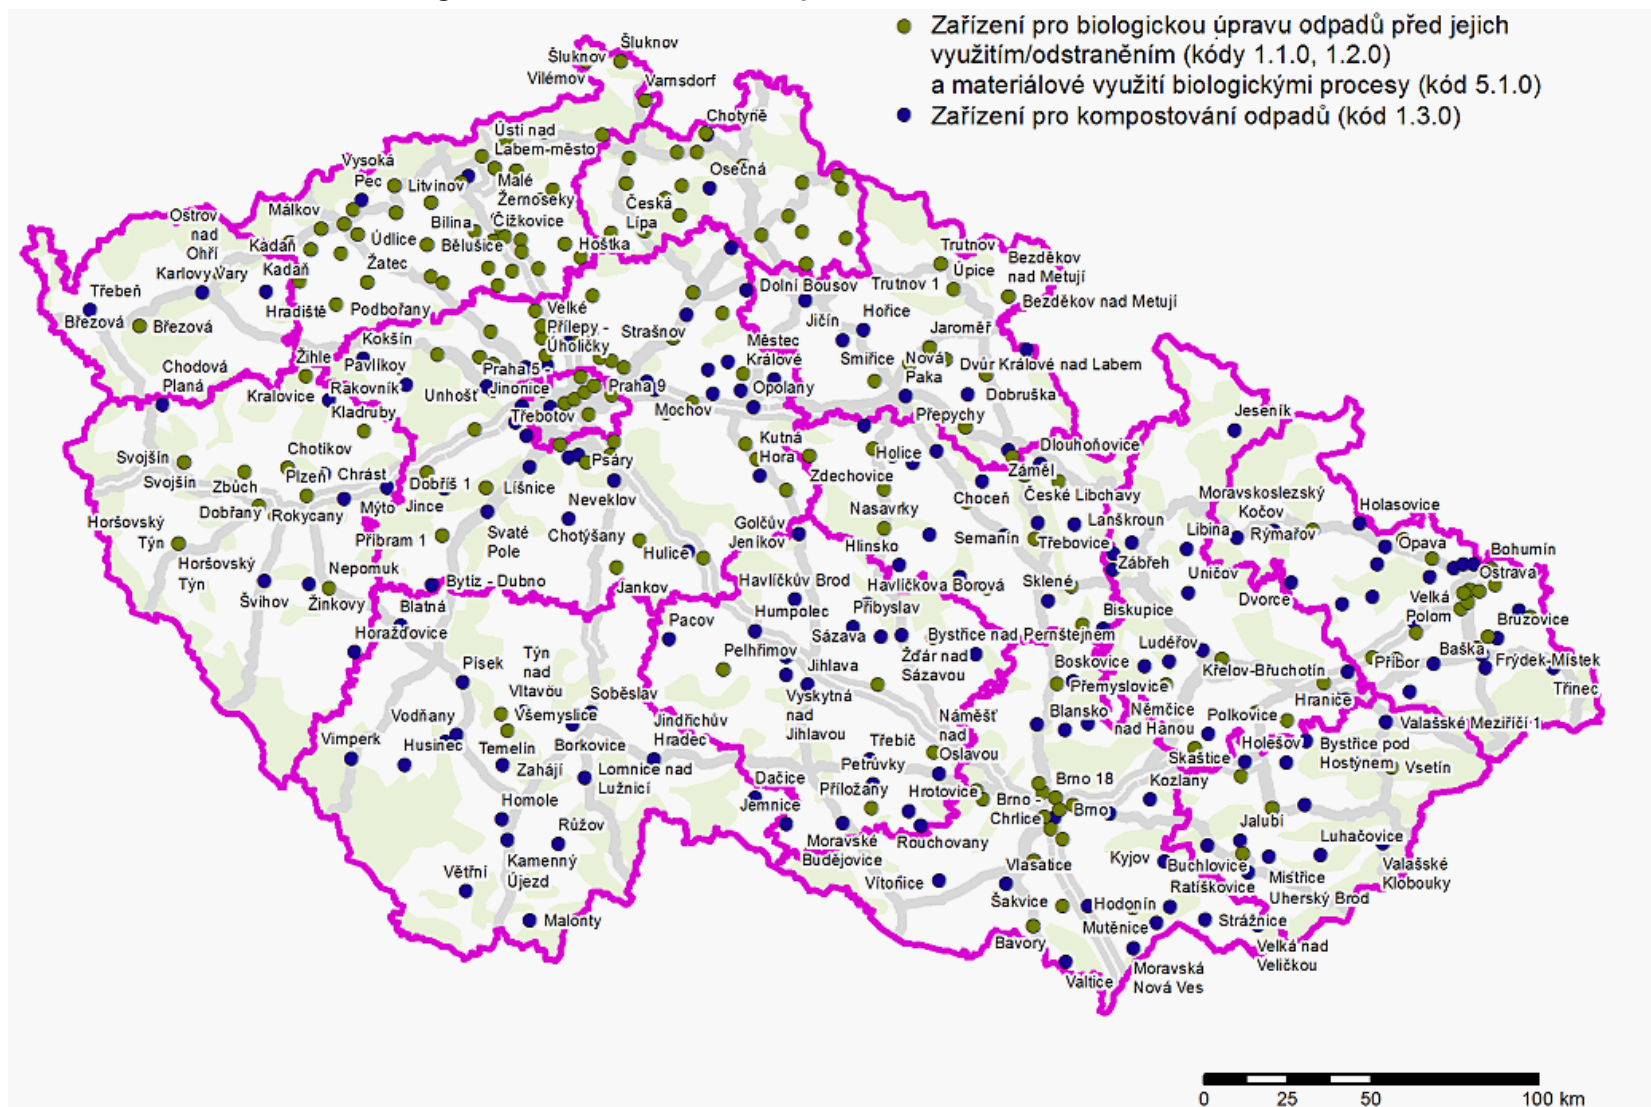 Zařízení pro biologickou úpravu odpadů před jejich
využitím/odstraněním (kódy 1.1.0, 1.2.0)
a materiálové využití biologickými procesy (kód 5.1.0)
Zařízení pro kompostování odpadů (kód 1.3.0)
Šluknov
Šluknov
Vilémov
Varnsdorf
Chotyně
Ústí nad
Labem-město
Vysoká
Pec
Litvínov
Malé
Žernoseky
Osečná
Ostrov
nad
Ohří
Málkov
Bílina
Čížkovice
Česká
Lípa
Kadaň
Údlice
Bělušice
Hoštka
Karlovy Vary
Kadaň
Žatec
Třebeň
Hradiště
Podbořany
Březová
Březová
Trutnov
Bezděkov
nad Metují
Úpice
Trutnov 1
Bezděkov nad Metují
Dolní Bousov
Velké
Přílepy -
Úholičky
Strašnov
Jičín
Hořice
Jaroměř
Kokšín
Městec
Králové
Smiřice
Nová
Paka
Dvůr Králové nad Labem
Chodová
Planá
Žihle
Pavlíkov
Praha 5 -
Jinonice
Praha 9
Opolany
Dobruška
Kralovice
Rakovník
Unhošť
Kladruby
Třebotov
Mochov
Přepychy
Jeseník
Svojšín
Chotíkov
Kutná
Hora
Holice
Dlouhoňovice
Svojšín
Zbůch
Plzeň
Chrást
Dobříš 1
Psáry
Zdechovice
Záměl
Líšnice
Neveklov
Choceň
České Libchavy
Moravskoslezský
Kočov
Holasovice
Dobřany
Rokycany
Mýto
Jince
Nasavrky
Horšovský
Týn
Svaté
Pole
Chotýšany
Golčův
Jeníkov
Semanín
Lanškroun
Libina
Rýmařov
Příbram 1
Hlinsko
Třebovice
Opava
Bohumín
Horšovský
Týn
Nepomuk
Hulice
Zábřeh
Ostrava
Švihov
Žinkovy
Bytíz - Dubno
Jankov
Havlíčkův Brod
Havlíčkova Borová
Sklené
Uničov
Dvorce
Velká
Polom
Blatná
Humpolec
Přibyslav
Biskupice
Bruzovice
Horažďovice
Pacov
Sázava
Bystřice nad Pernštejnem
Ludéřov
Baška
Pelhřimov
Žďár nad
Sázavou
Boskovice
Křelov-Břuchotín
Příbor
Frýdek-Místek
Písek
Týn
nad
Vltavou
Jihlava
Přemyslovice
Hranice
Třinec
Soběslav
Vyskytná
nad
Jihlavou
Blansko
Němčice
nad Hanou
Polkovice
Valašské Meziříčí 1
Vodňany
Všemyslice
Jindřichův
Hradec
Náměšť
nad
Oslavou
Vimperk
Husinec
Temelín
Borkovice
Třebíč
Skaštice
Holešov
Bystřice pod
Hostýnem
Zahájí
Lomnice nad
Lužnicí
Petrůvky
Vsetín
Dačice
Příložany
Hrotovice
Brno 18
Kozlany
Homole
Jemnice
Brno -
Chrlice
Brno
Růžov
Moravské
Budějovice
Rouchovany
Jalubí
Luhačovice
Kamenný
Újezd
Vlasatice
Kyjov
Buchlovice
Valašské
Klobouky
Větřní
Vítonice
Ratíškovice
Mistřice
Uherský Brod
Šakvice
Hodonín
Malonty
Mutěnice
Strážnice
Bavory
Velká nad
Veličkou
Valtice
Moravská
Nová Ves
0 25 50 100 km